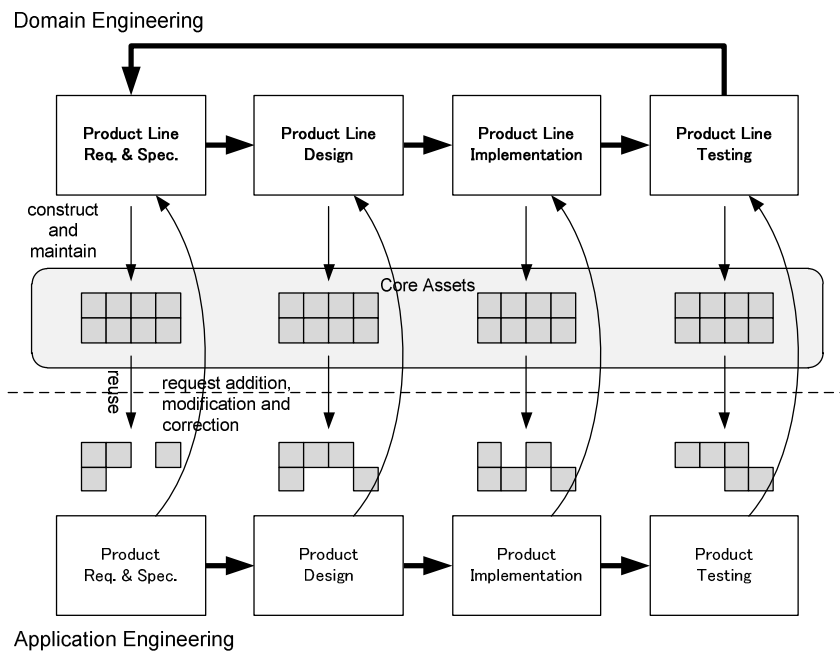 Domain Engineering
Product Line
Req. & Spec.
Product Line
Design
Product Line
Implementation
Product Line
Testing
construct
and
maintain
Core Assets
reuse
request addition,
modification and
correction
Product
Req. & Spec.
Product
Design
Product
Implementation
Product
Testing
Application Engineering